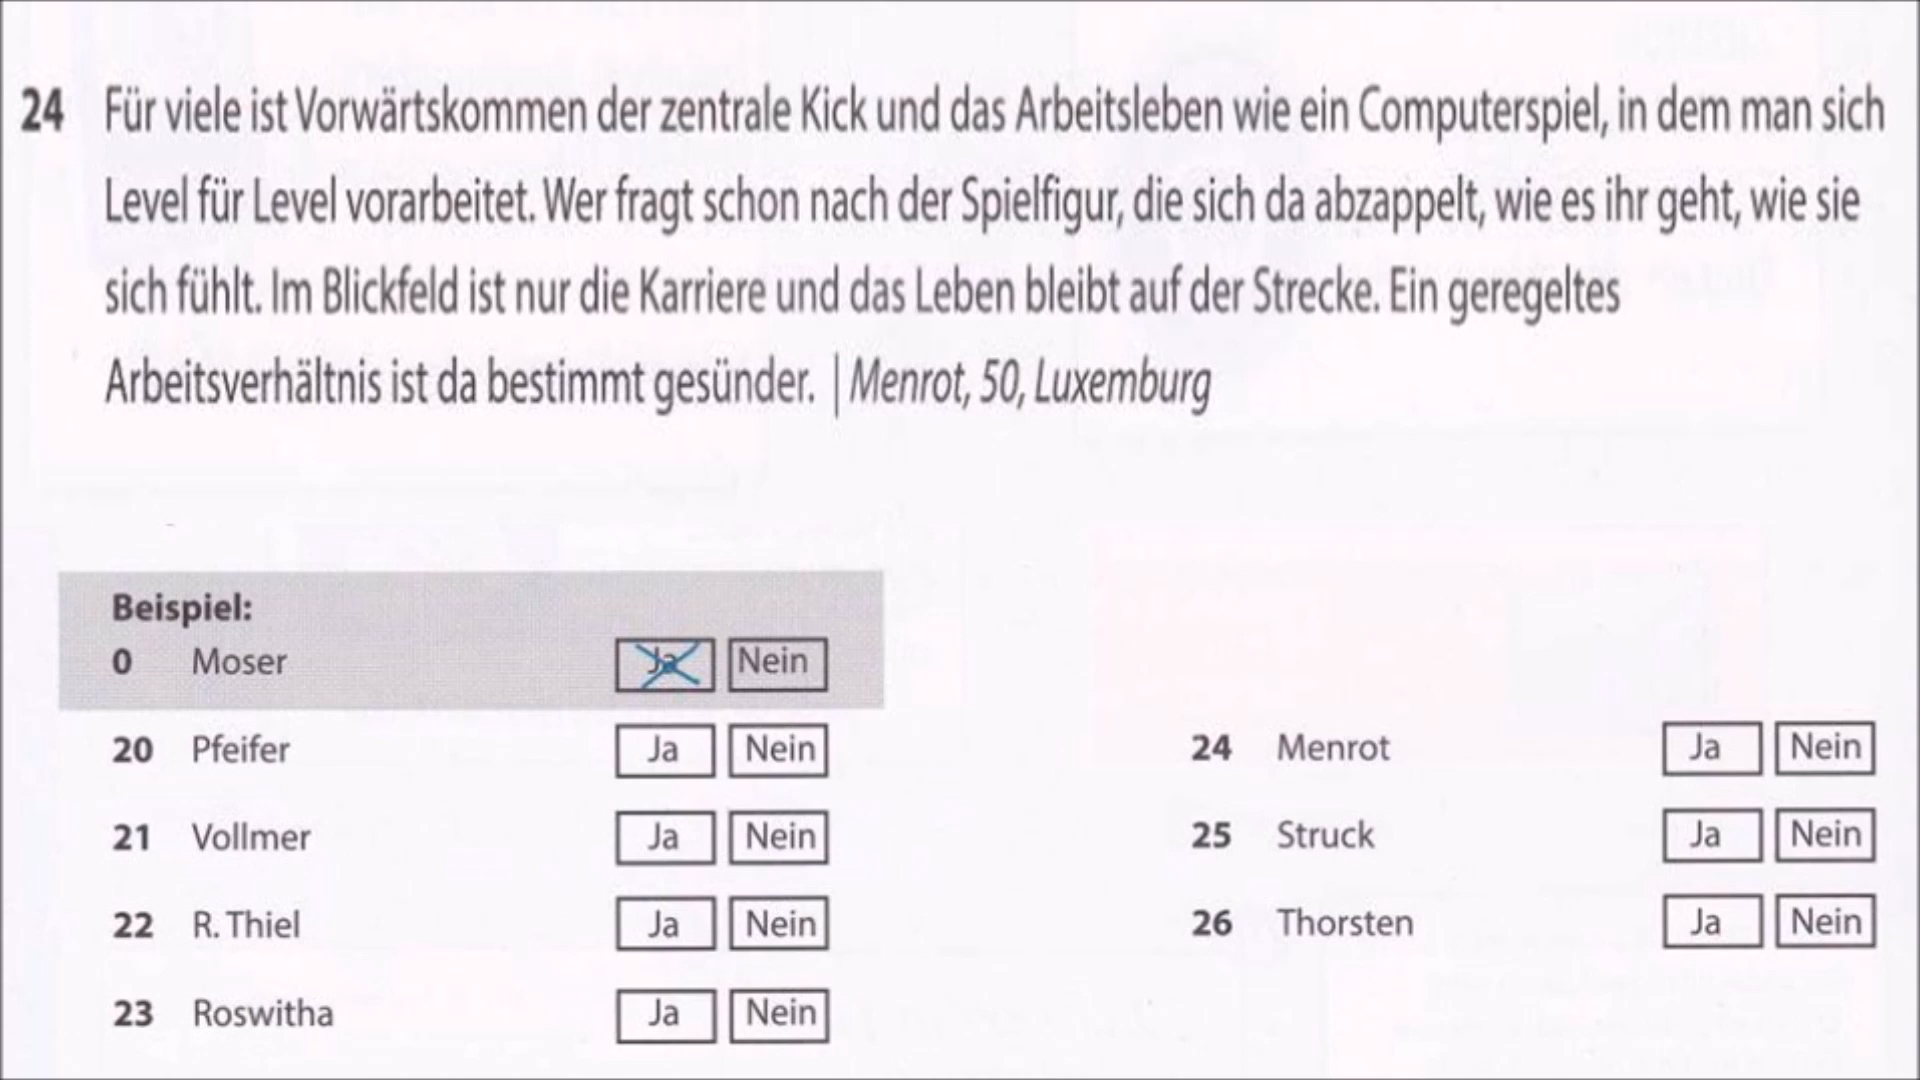 24 Für viele ist Vorwärtskommen der zentrale Kick und das Arbeitsleben wie ein Computerspiel, in dem man sich
Level für Level vorarbeitet. Wer fragt schon nach der Spielfigur, die sich da abzappelt, wie es ihr geht, wie sie
sich fühlt. Im Blickfeld ist nur die Karriere und das Leben bleibt auf der Strecke. Ein geregeltes
Arbeitsverhältnis ist da bestimmt gesünder. | Menrot, 50, Luxemburg
Beispiel:
0 Moser Ja Nein
20 Pfeifer Ja Nein
21 Vollmer Ja Nein
22 R. Thiel Ja Nein
23 Roswitha Ja Nein
24 Menrot Ja Nein
25 Struck Ja Nein
26 Thorsten Ja Nein